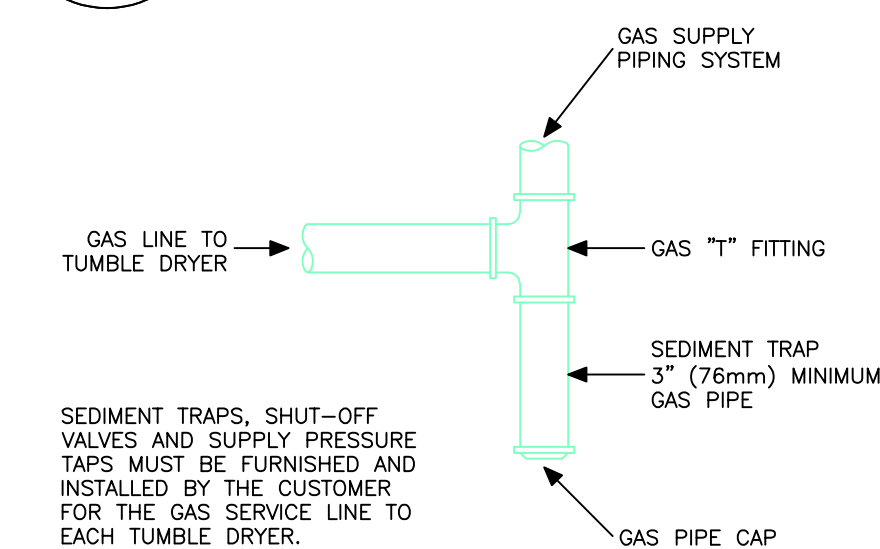 GAS SUPPLY
PIPING SYSTEM
GAS LINE TO
TUMBLE DRYER
GAS "T" FITTING
SEDIMENT TRAP
3" (76mm) MINIMUM
GAS PIPE
SEDIMENT TRAPS, SHUT-OFF
VALVES AND SUPPLY PRESSURE
TAPS MUST BE FURNISHED AND
INSTALLED BY THE CUSTOMER
FOR THE GAS SERVICE LINE TO
EACH TUMBLE DRYER.
GAS PIPE CAP